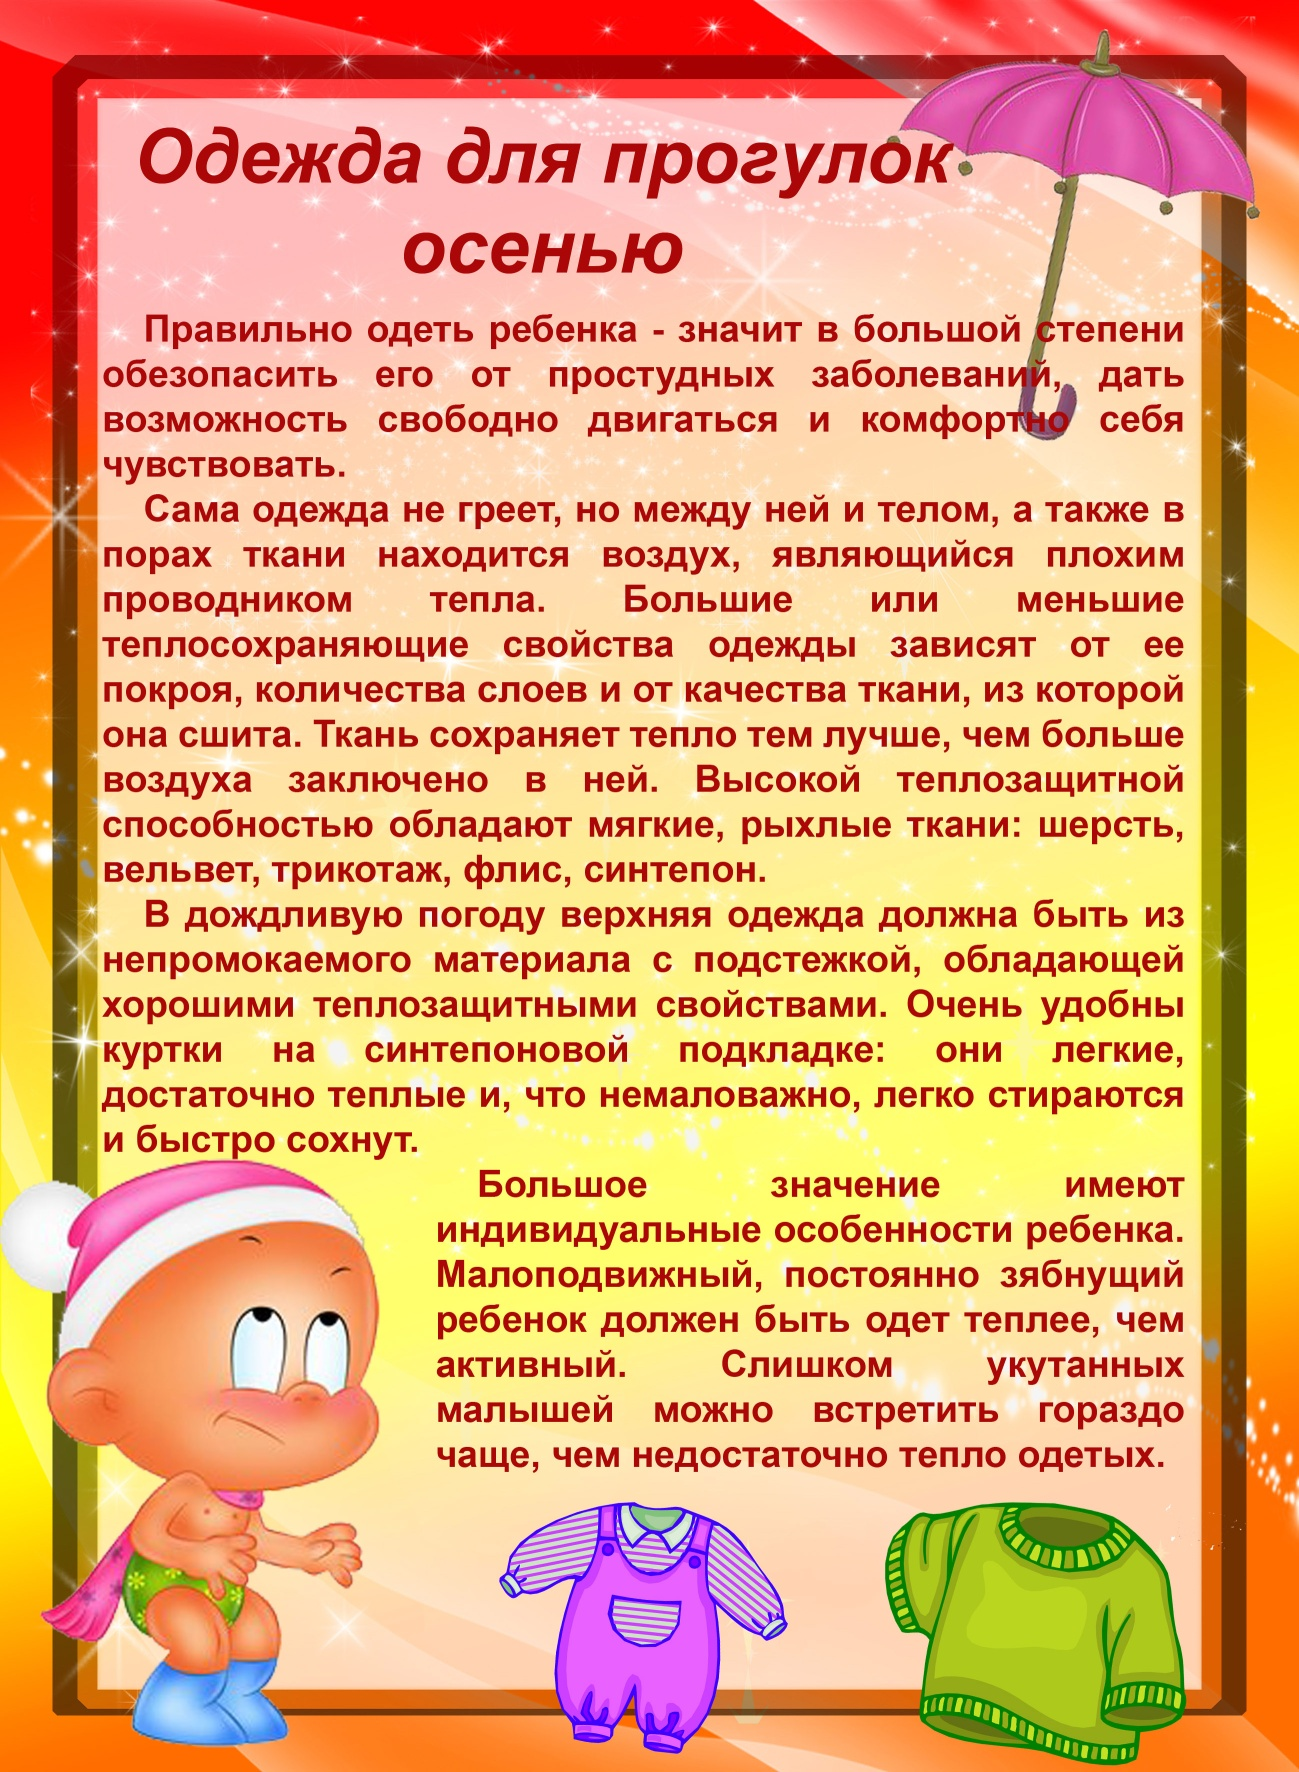 Одежда для прогулок
осенью
Правильно одеть ребенка - значит в большой степени
обезопасить его от простудных заболеваний, дать
возможность свободно двигаться и комфортно себя
чувствовать.
Сама одежда не греет, но между ней и телом, а также в
порах ткани находится воздух, являющийся плохим
проводником тепла. Большие или меньшие
теплосохраняющие свойства одежды зависят от ее
покроя, количества слоев и от качества ткани, из которой
она сшита. Ткань сохраняет тепло тем лучше, чем больше
воздуха заключено в ней. Высокой теплозащитной
способностью обладают мягкие, рыхлые ткани: шерсть,
вельвет, трикотаж, флис, синтепон.
В дождливую погоду верхняя одежда должна быть из
непромокаемого материала с подстежкой, обладающей
хорошими теплозащитными свойствами. Очень удобны
куртки на синтепоновой подкладке: они легкие,
достаточно теплые и, что немаловажно, легко стираются
и быстро сохнут.
Большое значение имеют
индивидуальные особенности ребенка.
Малоподвижный, постоянно зябнущий
ребенок должен быть одет теплее, чем
активный. Слишком укутанных
малышей можно встретить гораздо
чаще, чем недостаточно тепло одетых.